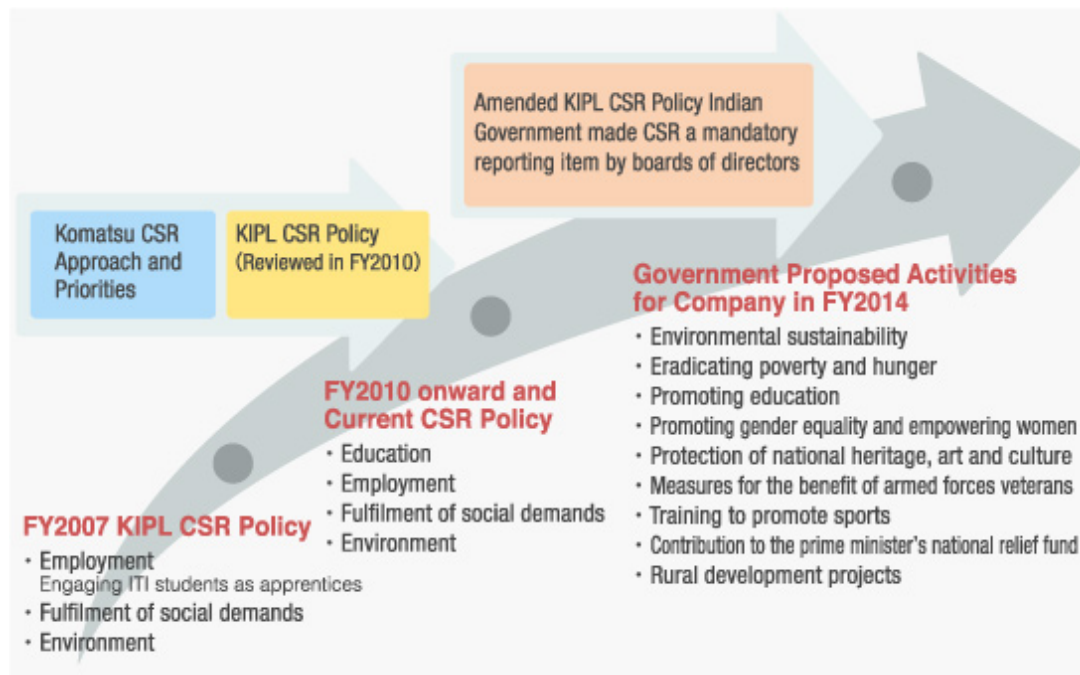 Amended KIPL CSR Policy Indian
Government made CSR a mandatory
reporting item by boards of directors
Komatsu CSR
Approach and
Priorities
KIPL CSR Policy
(Reviewed in FY2010)
Government Proposed Activities
for Company in FY2014
・Environmental sustainability
・Eradicating poverty and hunger
・Promoting education
・Promoting gender equality and empowering women
・Protection of national heritage, art and culture
・Measures for the benefit of armed forces veterans
・Training to promote sports
・Contribution to the prime minister's national relief fund
・Rural development projects
FY2010 onward and
Current CSR Policy
・Education
・Employment
・Fulfilment of social demands
・Environment
FY2007 KIPL CSR Policy
・Employment
Engaging ITI students as apprentices
・Fulfilment of social demands
・Environment